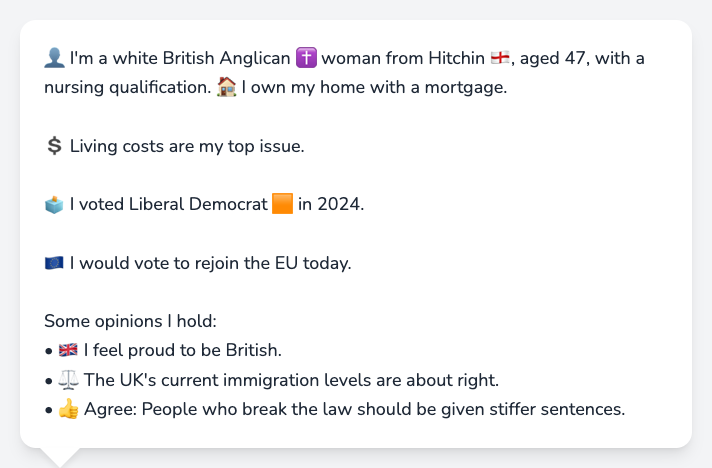 👤 I'm a white British Anglican ✝️ woman from Hitchin 🏴󠁧󠁢󠁥󠁮󠁧󠁿, aged 47, with a
nursing qualification. 🏠 I own my home with a mortgage.
💲 Living costs are my top issue.
🗳️ I voted Liberal Democrat 🟧 in 2024.
🇪🇺 I would vote to rejoin the EU today.
Some opinions I hold:
• 🇬🇧 I feel proud to be British.
• ⚖️ The UK's current immigration levels are about right.
• 👍 Agree: People who break the law should be given stiffer sentences.